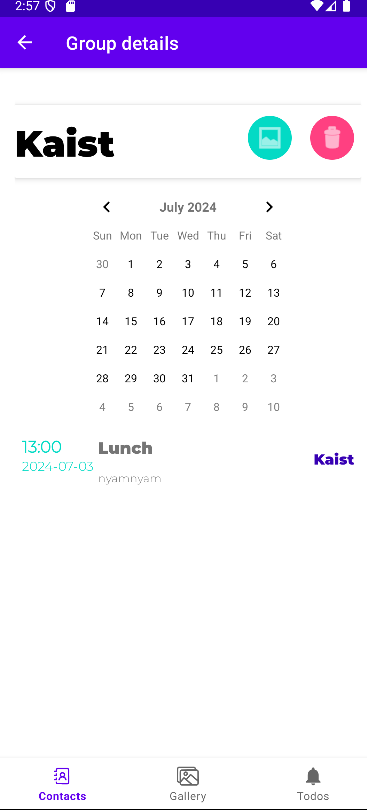 2:57
Group details
Kaist
July 2024
Sun Mon Tue Wed Thu Fri Sat
30 1 2 3 4 5 6
7 8 9 10 11 12 13
14 15 16 17 18 19 20
21 22 23 24 25 26 27
28 29 30 31 1 2 3
4 5 6 7 8 9 10
13:00 Lunch
2024-07-03 Kaist
nyamnyam
Contacts Gallery Todos